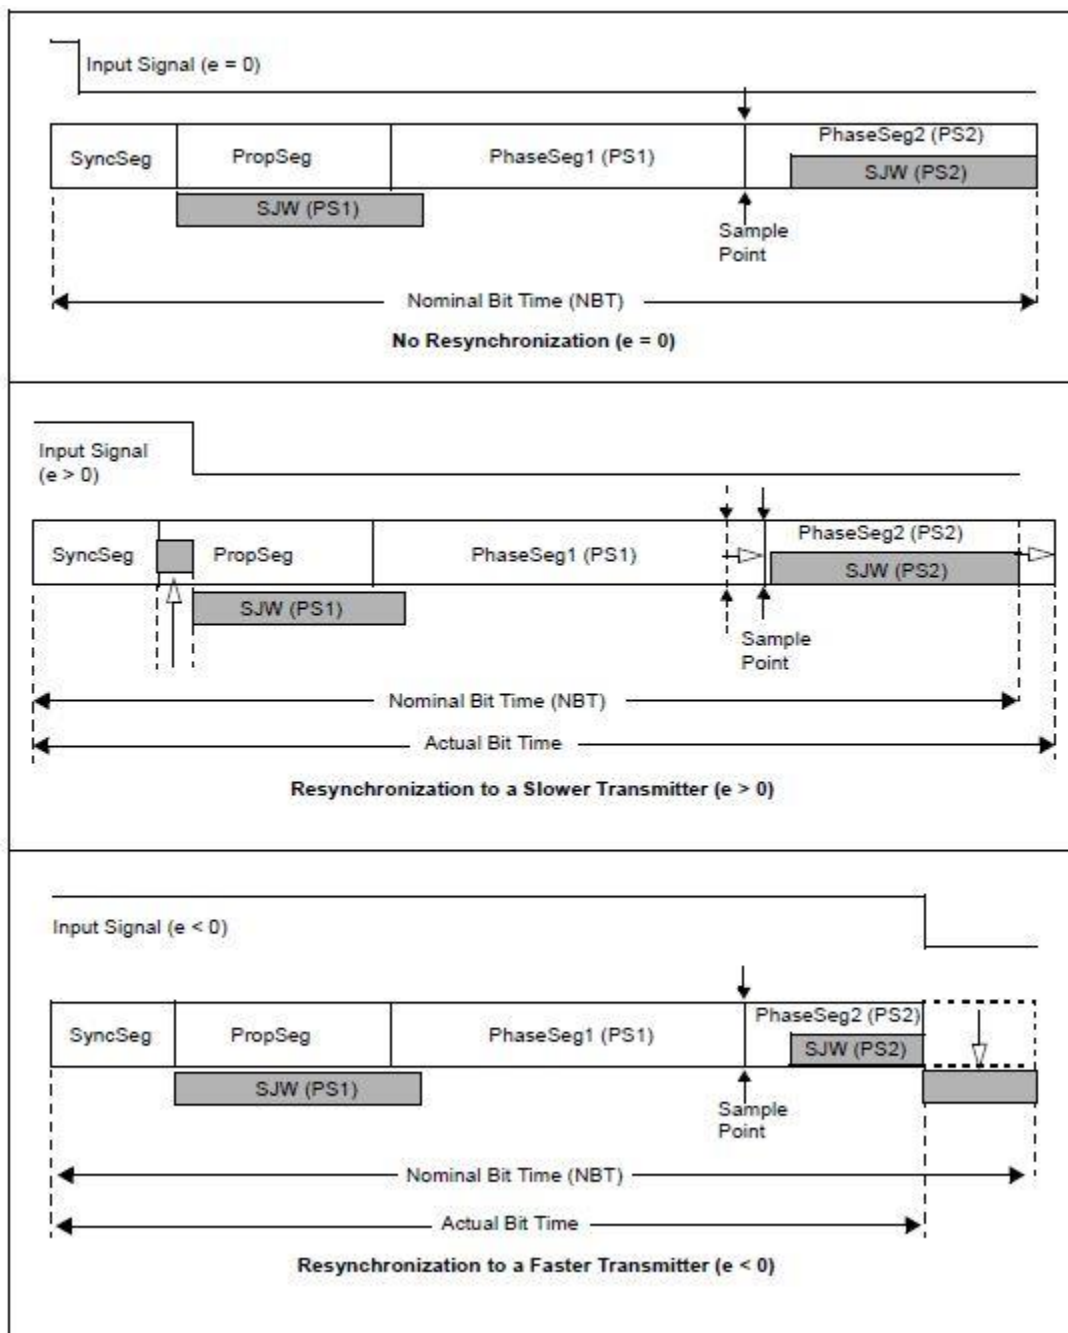 Input Signal (e = 0)
SyncSeg PropSeg PhaseSeg1 (PS1) PhaseSeg2 (PS2)
SJW (PS2)
SJW (PS1)
Sample
Point
Nominal Bit Time (NBT)
No Resynchronization (e = 0)
Input Signal
(e > 0)
SyncSeg PropSeg PhaseSeg1 (PS1) PhaseSeg2 (PS2)
SJW (PS2)
SJW (PS1)
Sample
Point
Nominal Bit Time (NBT)
Actual Bit Time
Resynchronization to a Slower Transmitter (e > 0)
Input Signal (e < 0)
SyncSeg PropSeg PhaseSeg1 (PS1) PhaseSeg2 (PS2)
SJW (PS2)
SJW (PS1)
Sample
Point
Nominal Bit Time (NBT)
Actual Bit Time
Resynchronization to a Faster Transmitter (e < 0)